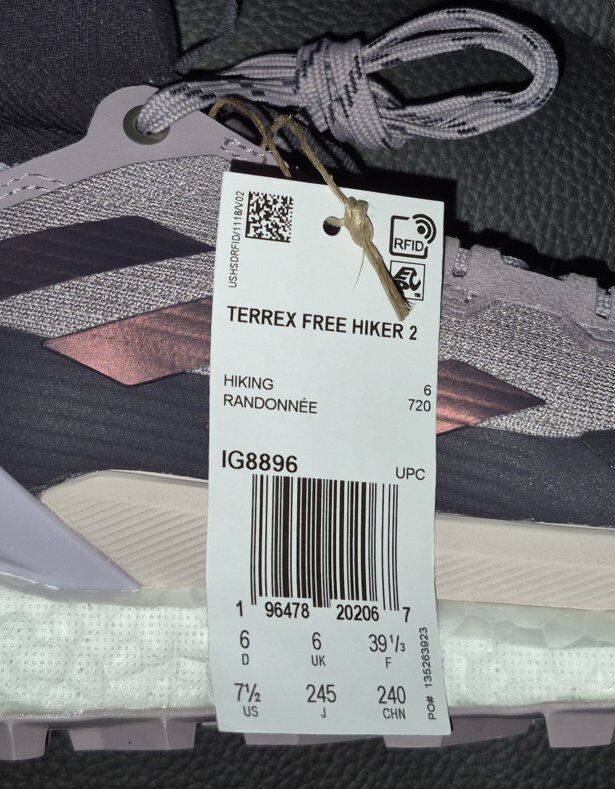 USHSDRFID/1118/V02
RFID
TERREX FREE HIKER 2
HIKING 6
RANDONNÉE 720
IG8896 UPC
1 96478 20206 7
6 6 39 1/3
D UK F
7½ 245 240
US J CHN
PO# 135263923